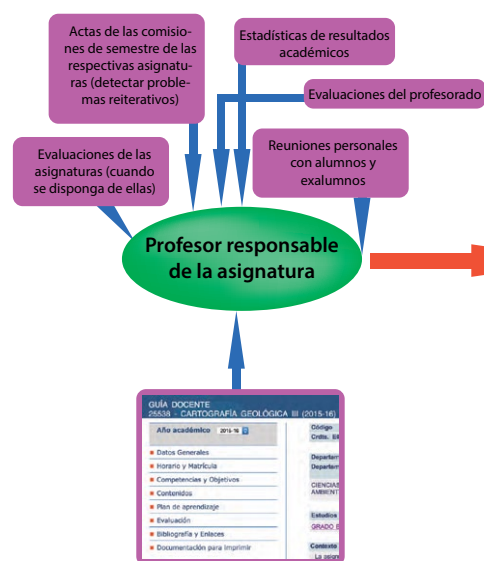 Actas de las comisio-
nes de semestre de las
respectivas asignatu-
ras (detectar proble-
mas reiterativos)
Estadísticas de resultados
académicos
Evaluaciones del profesorado
Evaluaciones de las
asignaturas (cuando
se disponga de ellas)
Reuniones personales
con alumnos y
exalumnos
Profesor responsable
de la asignatura
GUÍA DOCENTE
25538 - CARTOGRAFÍA GEOLÓGICA III (2015-16)
Año académico 2015-16
Datos Generales
Horario y Matrícula
Competencias y Objetivos
Contenidos
Plan de aprendizaje
Evaluación
Bibliografía y Enlaces
Documentación para imprimir
Código
Crdts.
Departam
Departam
CIENCIAS
AMBIENT
Estudios
GRADO E
Contexto
La asign